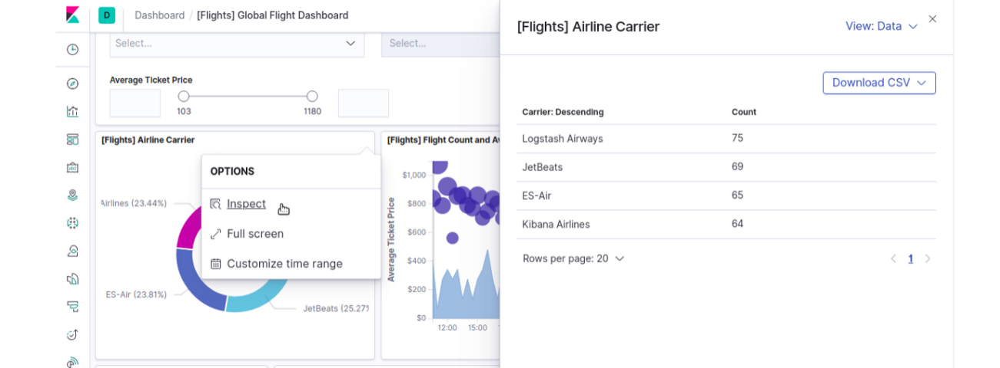 D Dashboard / [Flights] Global Flight Dashboard
Select...
Select...
Average Ticket Price
103
1180
[Flights] Airline Carrier
OPTIONS
Inspect
Full screen
Customize time range
Airlines (23.44%)
ES-Air (23.81%)
JetBeats (25.27
[Flights] Flight Count and Av
Average Ticket Price
$1,000
$800
$600
$400
$200
$0
12:00
15:00
[Flights] Airline Carrier
View: Data
Download CSV
Carrier: Descending Count
Logstash Airways 75
JetBeats 69
ES-Air 65
Kibana Airlines 64
Rows per page: 20
1